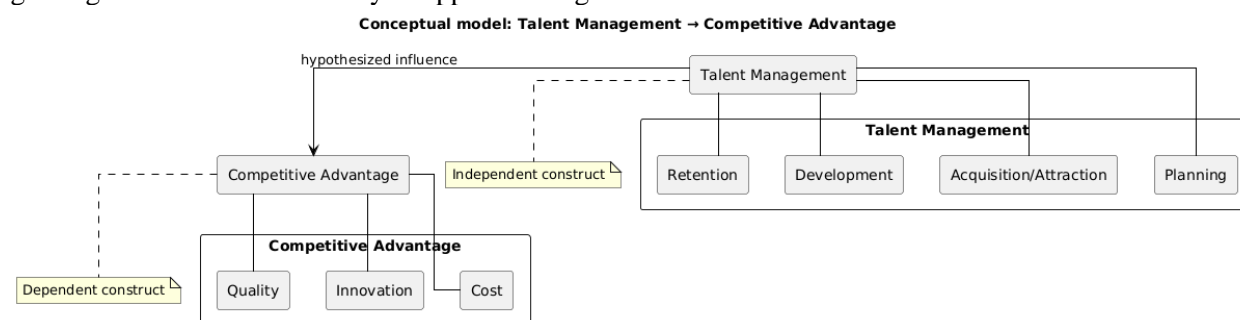 Conceptual model: Talent Management → Competitive Advantage
hypothesized influence
Talent Management
Talent Management
Competitive Advantage
Independent construct
Retention
Development
Acquisition/Attraction
Planning
Competitive Advantage
Dependent construct
Quality
Innovation
Cost